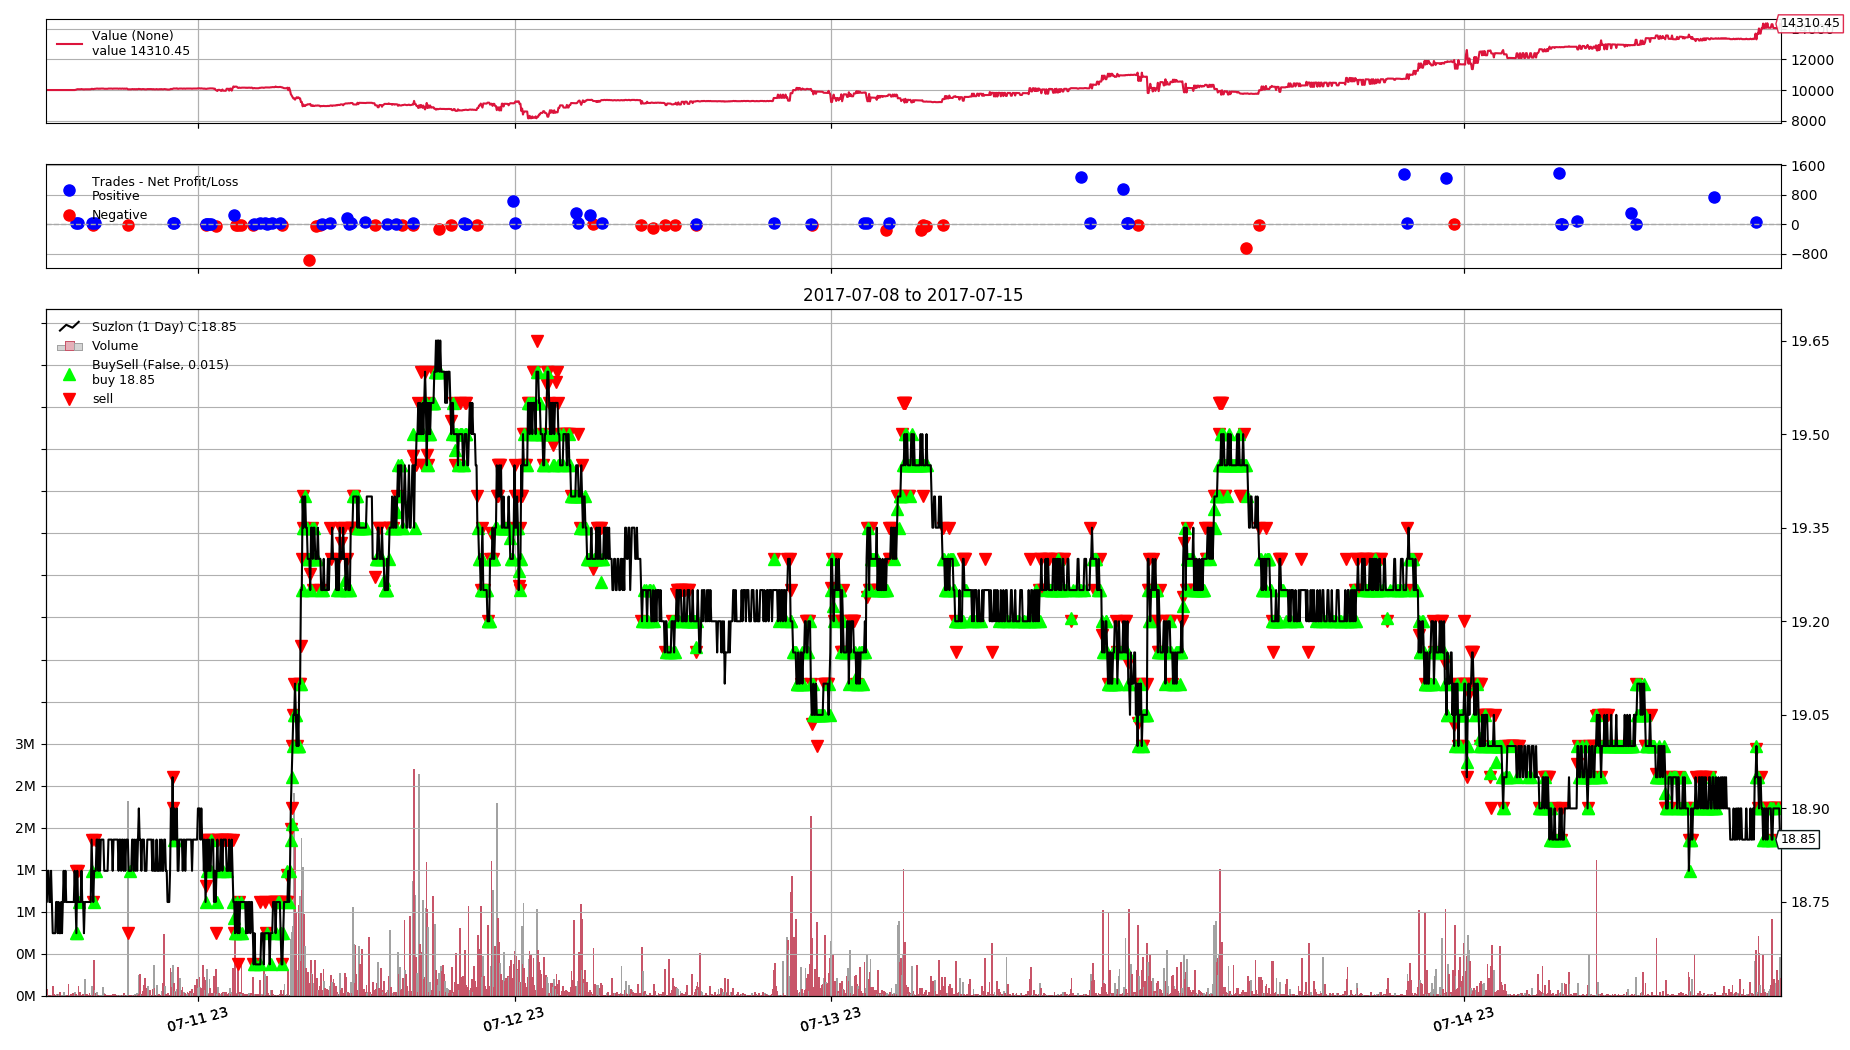 Value (None)
value 14310.45
14310.45
12000
10000
8000
Trades - Net Profit/Loss
Positive
Negative
1600
800
0
−800
2017-07-08 to 2017-07-15
Suzlon (1 Day) C:18.85
Volume
BuySell (False, 0.015)
buy 18.85
sell
19.65
19.50
19.35
19.20
19.05
18.90
18.85
18.75
3M
2M
2M
1M
1M
0M
0M
07-11 23
07-12 23
07-13 23
07-14 23